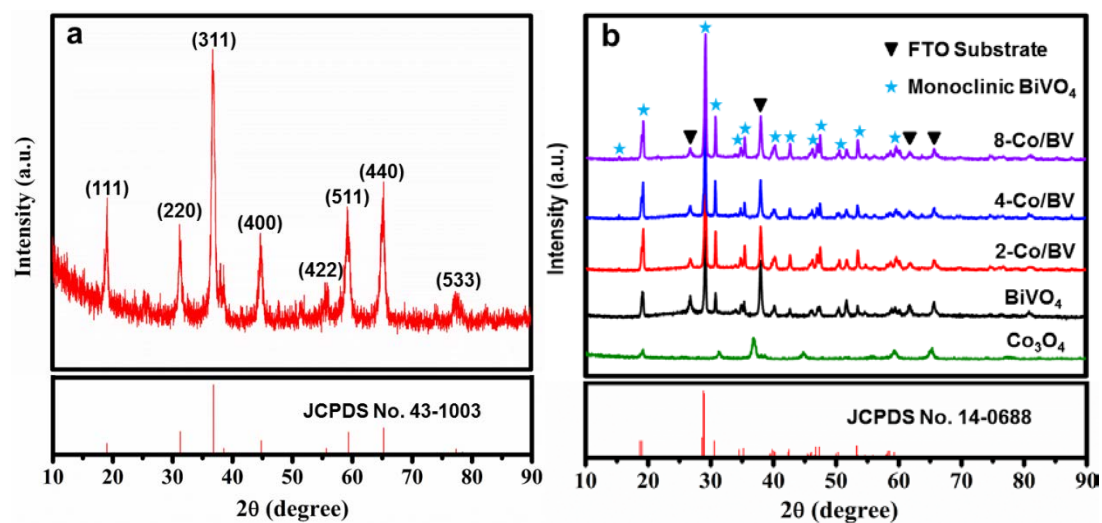 a
(311)
(440)
(511)
(111)
(220)
(400)
(422)
(533)
Intensity (a.u.)
JCPDS No. 43-1003
10 20 30 40 50 60 70 80 90
2θ (degree)
b
FTO Substrate
Monoclinic BiVO₄
8-Co/BV
4-Co/BV
2-Co/BV
BiVO₄
Co₃O₄
Intensity (a.u.)
JCPDS No. 14-0688
10 20 30 40 50 60 70 80 90
2θ (degree)